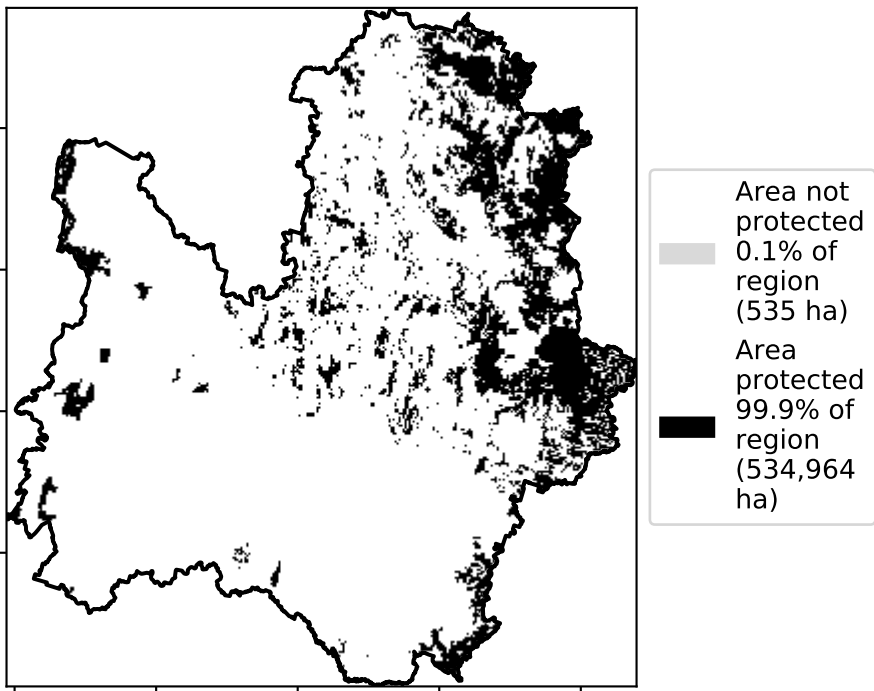 Area not
protected
0.1% of
region
(535 ha)
Area
protected
99.9% of
region
(534,964
ha)